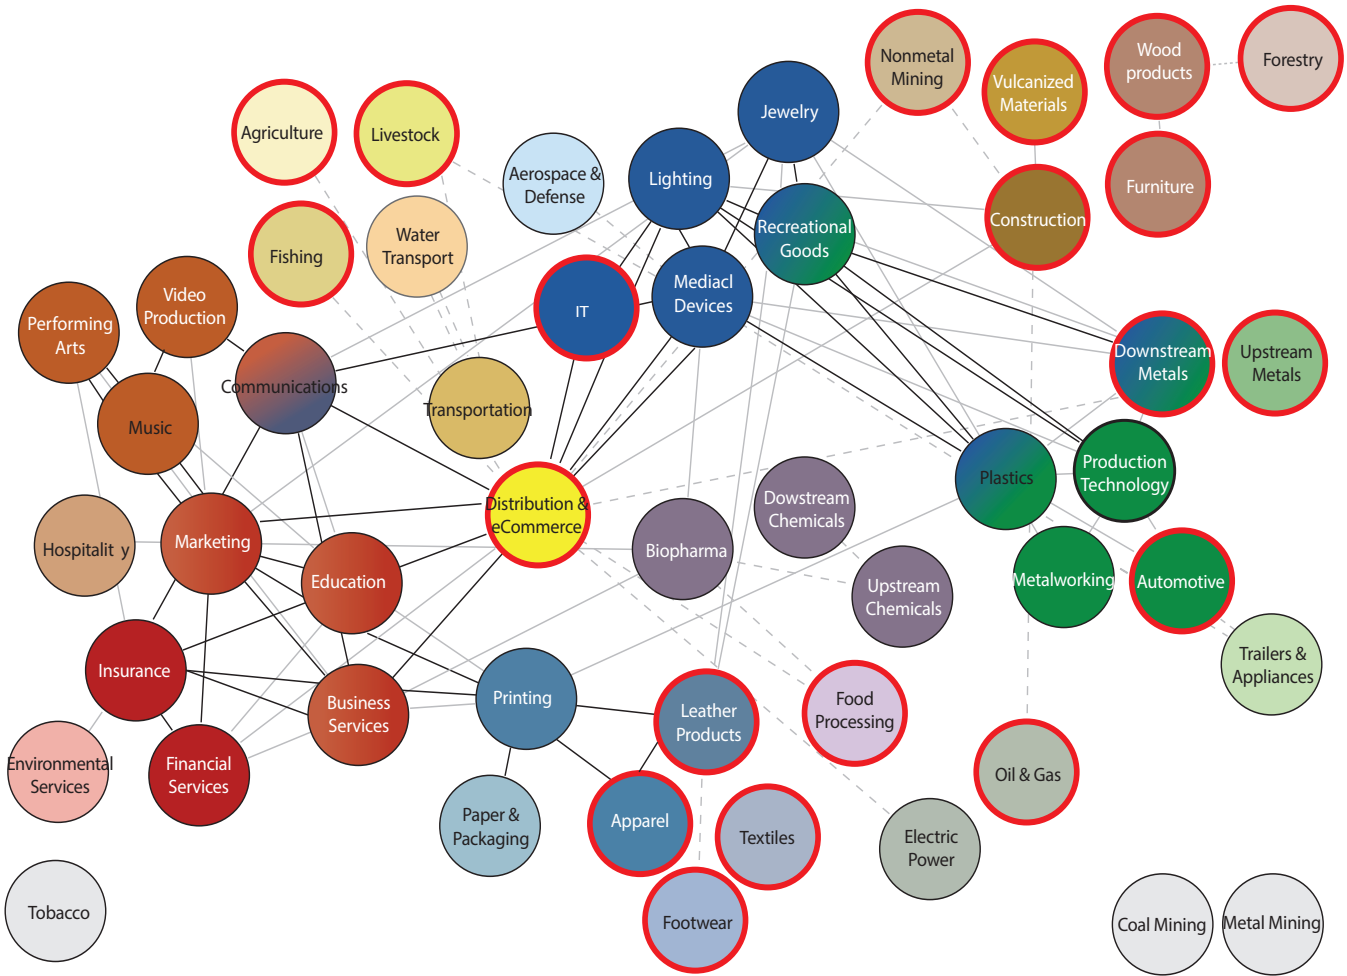 Nonmetal
Mining
Vulcanized
Materials
Wood
products
Forestry
Jewelry
Agriculture
Livestock
Aerospace &
Defense
Lighting
Furniture
Recreational
Goods
Construction
Water
Transport
Fishing
Video
Production
Performing
Arts
IT
Mediacl
Devices
Downstream
Metals
Upstream
Metals
Communications
Transportation
Music
Production
Technology
Plastics
Distribution &
eCommerce
Dowstream
Chemicals
Marketing
Hospitalit y
Biopharma
Education
Upstream
Chemicals
Metalworking
Automotive
Insurance
Trailers &
Appliances
Business
Services
Printing
Leather
Products
Food
Processing
Environmental
Services
Financial
Services
Oil & Gas
Paper &
Packaging
Apparel
Textiles
Electric
Power
Tobacco
Footwear
Coal Mining
Metal Mining